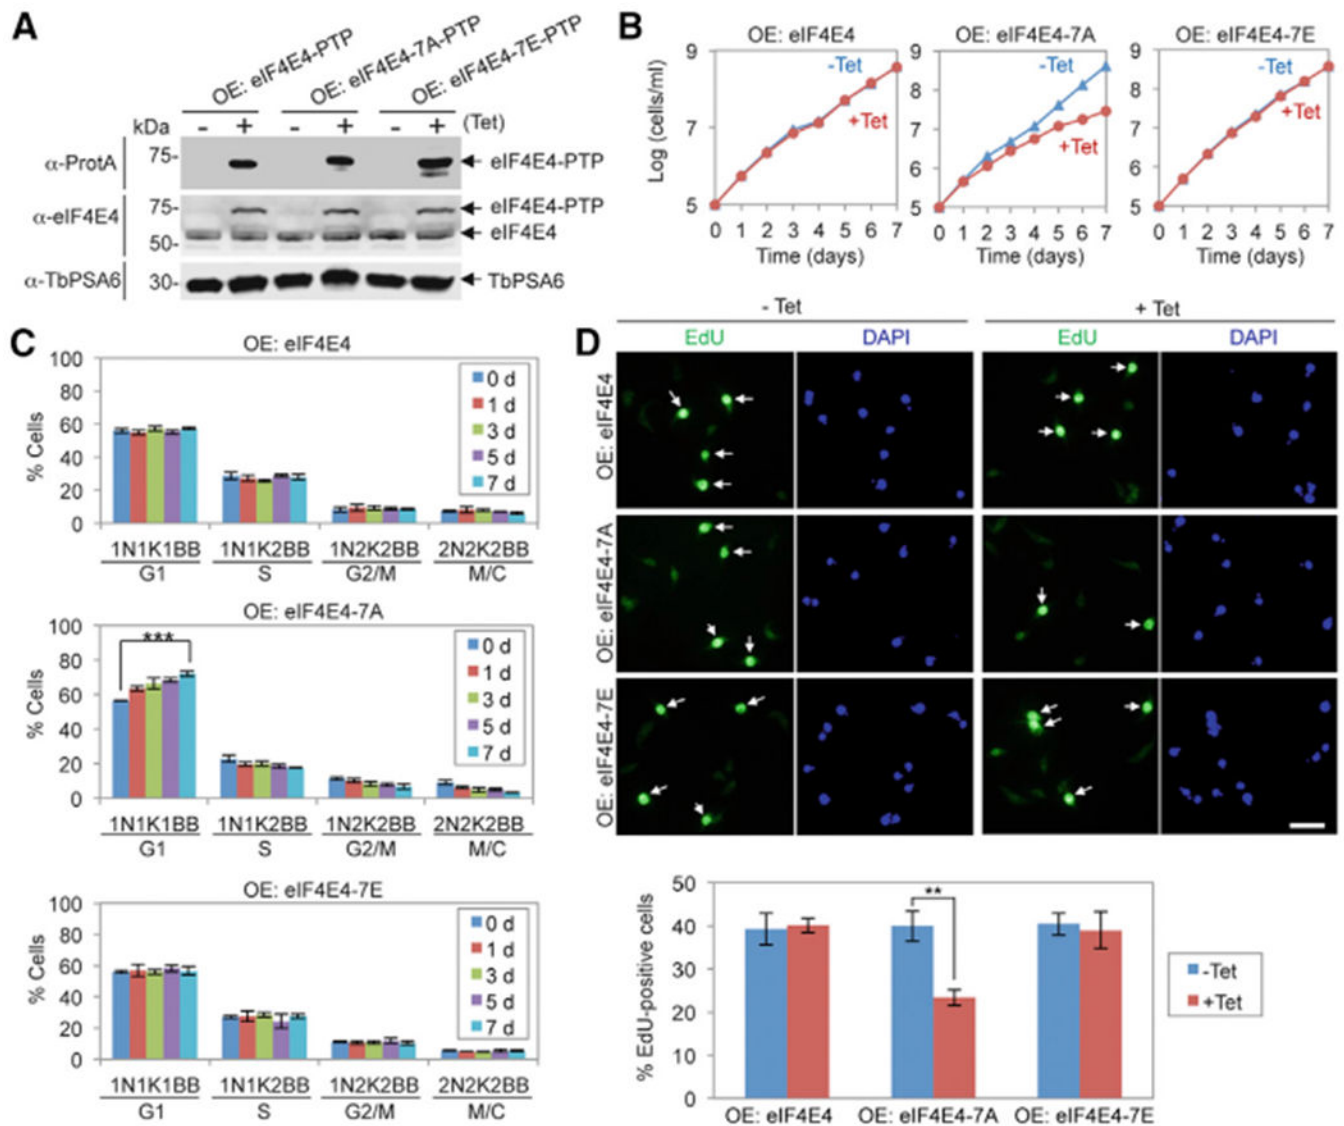 A
OE: eIF4E4-PTP
OE: eIF4E4-7A-PTP
OE: eIF4E4-7E-PTP
kDa - + - + - + (Tet)
α-ProtA
75-
eIF4E4-PTP
α-eIF4E4
75-
eIF4E4-PTP
50-
eIF4E4
α-TbPSA6
30-
TbPSA6
B
OE: eIF4E4
OE: eIF4E4-7A
OE: eIF4E4-7E
Log (cells/ml)
9
7
5
-Tet
+Tet
0 1 2 3 4 5 6 7
Time (days)
9
8
7
6
5
-Tet
+Tet
0 1 2 3 4 5 6 7
Time (days)
9
8
7
6
5
-Tet
+Tet
0 1 2 3 4 5 6 7
Time (days)
C
OE: eIF4E4
% Cells
100
80
60
40
20
0
0 d
1 d
3 d
5 d
7 d
1N1K1BB 1N1K2BB 1N2K2BB 2N2K2BB
G1 S G2/M M/C
OE: eIF4E4-7A
% Cells
100
80
60
40
20
0
***
0 d
1 d
3 d
5 d
7 d
1N1K1BB 1N1K2BB 1N2K2BB 2N2K2BB
G1 S G2/M M/C
OE: eIF4E4-7E
% Cells
100
80
60
40
20
0
0 d
1 d
3 d
5 d
7 d
1N1K1BB 1N1K2BB 1N2K2BB 2N2K2BB
G1 S G2/M M/C
D
- Tet
+ Tet
EdU DAPI EdU DAPI
OE: eIF4E4
OE: eIF4E4-7A
OE: eIF4E4-7E
% EdU-positive cells
50
40
30
20
10
0
**
-Tet
+Tet
OE: eIF4E4 OE: eIF4E4-7A OE: eIF4E4-7E